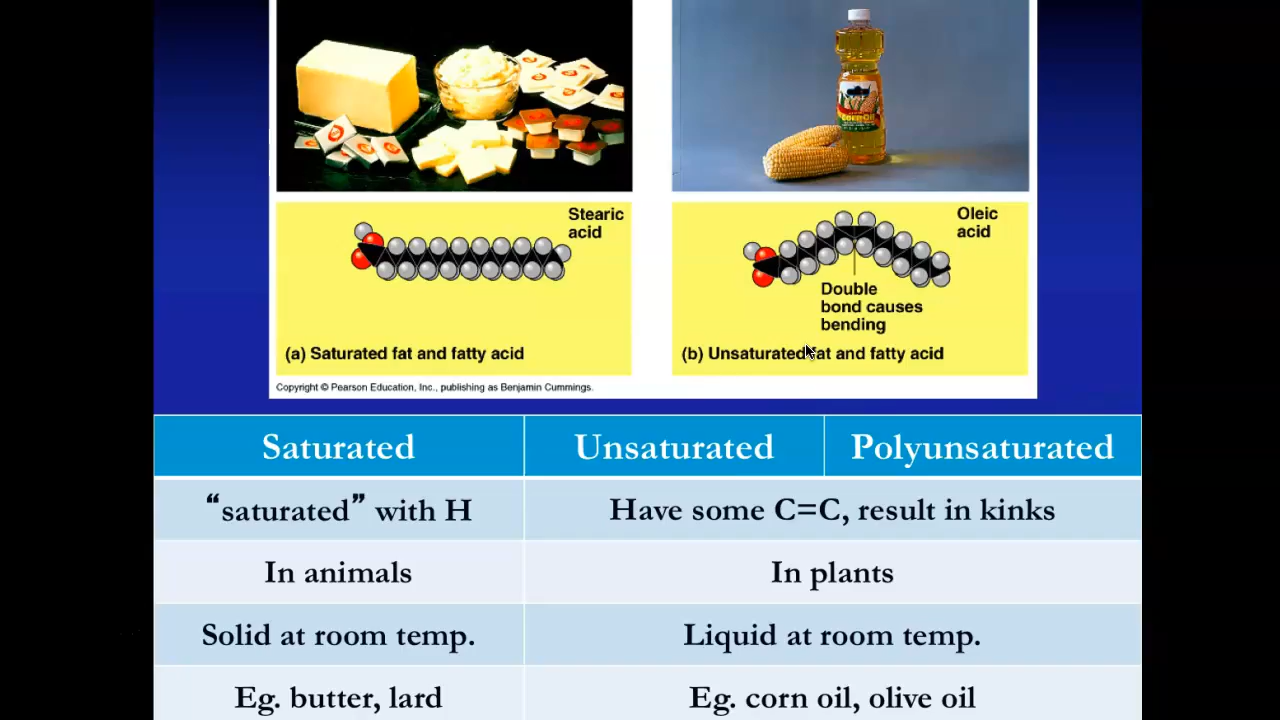 CORN OIL
Stearic
acid
(a) Saturated fat and fatty acid
Oleic
acid
Double
bond causes
bending
(b) Unsaturated fat and fatty acid
Copyright © Pearson Education, Inc., publishing as Benjamin Cummings.
Saturated Unsaturated Polyunsaturated
“saturated” with H Have some C=C, result in kinks
In animals In plants
Solid at room temp. Liquid at room temp.
Eg. butter, lard Eg. corn oil, olive oil